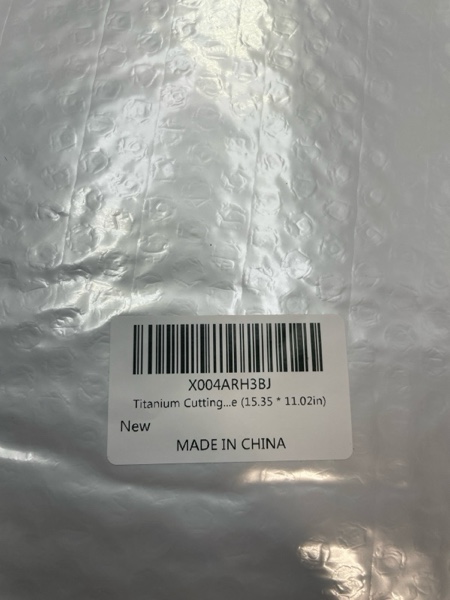 X004ARH3BJ
Titanium Cutting...e (15.35 * 11.02in)
New
MADE IN CHINA